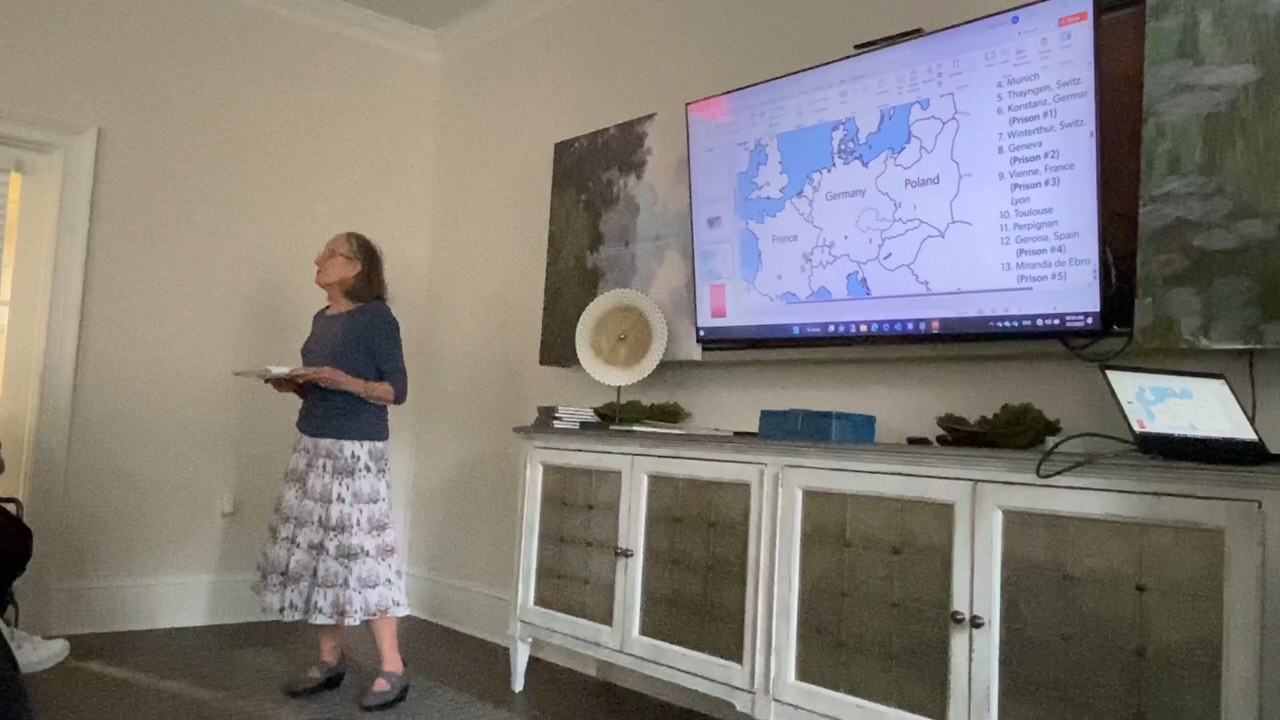 4. Munich
5 Thayngen, Switz.
6. Konstanz, Germa
(Prison #1)
7. Winterthur, Switz.
8. Geneva
(Prison #2)
9. Vienne, France
(Prison #3)
Lyon
10. Toulouse
11. Perpignan
12. Gerona, Spain
(Prison #4)
13. Miranda de Ebro
(Prison #5)
Germany
Poland
France